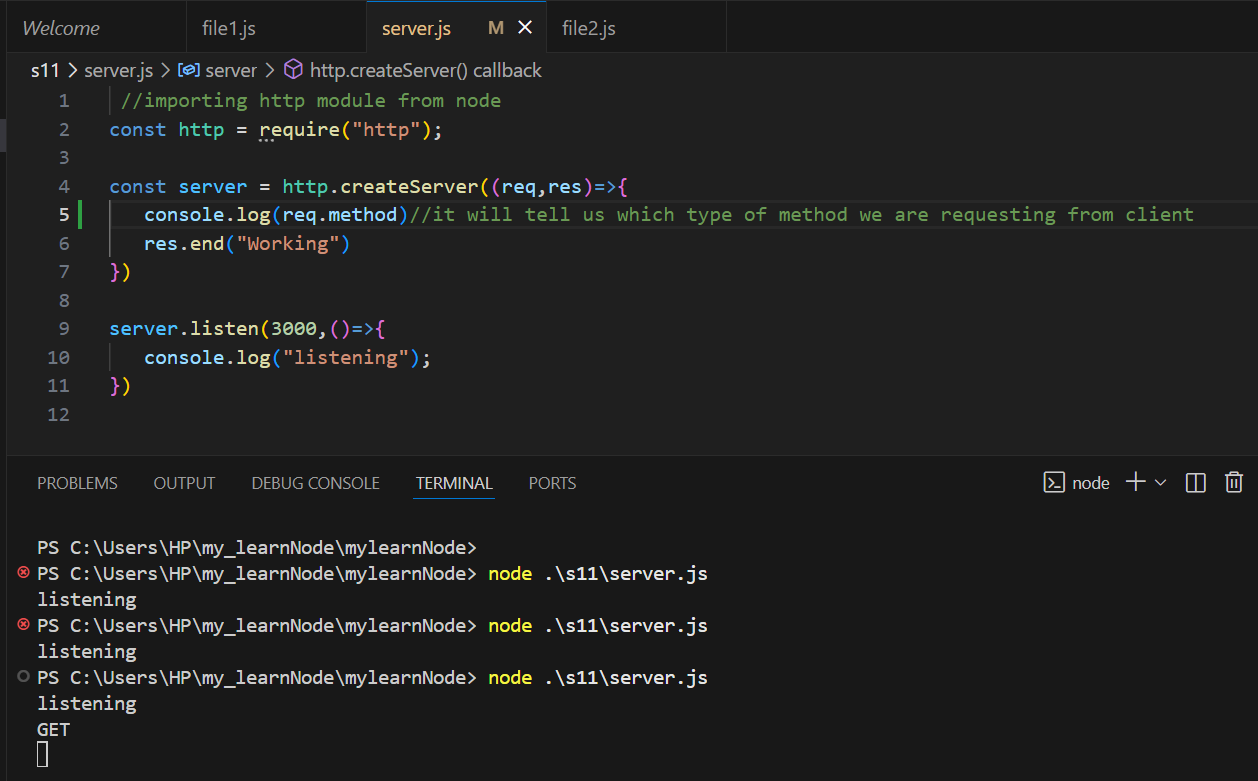 Welcome file1.js server.js M file2.js
s11 > server.js > server > http.createServer() callback
1 //importing http module from node
2 const http = require("http");
3
4 const server = http.createServer((req,res)=>{
5 console.log(req.method)//it will tell us which type of method we are requesting from client
6 res.end("Working")
7 })
8
9 server.listen(3000,()=>{
10 console.log("listening");
11 })
12
PROBLEMS OUTPUT DEBUG CONSOLE TERMINAL PORTS node
PS C:\Users\HP\my_learnNode\mylearnNode>
PS C:\Users\HP\my_learnNode\mylearnNode> node .\s11\server.js
listening
PS C:\Users\HP\my_learnNode\mylearnNode> node .\s11\server.js
listening
PS C:\Users\HP\my_learnNode\mylearnNode> node .\s11\server.js
listening
GET